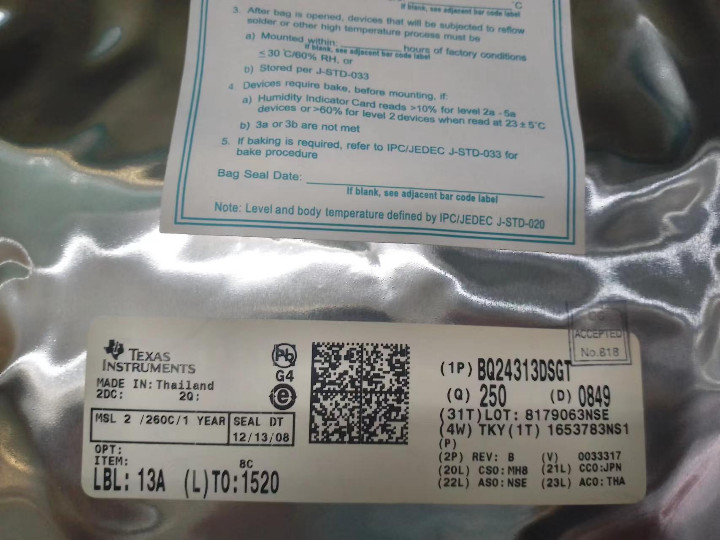 °C
If blank, see adjacent bar code label
3. After bag is opened, devices that will be subjected to reflow
solder or other high temperature process must be
a) Mounted within: ____________ hours of factory conditions
If blank, see adjacent bar code label
≤ 30°C/60% RH, or
b) Stored per J-STD-033
4. Devices require bake, before mounting, if:
a) Humidity Indicator Card reads >10% for level 2a - 5a
devices or >60% for level 2 devices when read at 23 ± 5°C
b) 3a or 3b are not met
5. If baking is required, refer to IPC/JEDEC J-STD-033 for
bake procedure
Bag Seal Date: ____________
If blank, see adjacent bar code label
Note: Level and body temperature defined by IPC/JEDEC J-STD-020
ACCEPTED
No.818
TEXAS
INSTRUMENTS
MADE IN: Thailand
2DC: 2Q:
MSL 2 /260C/1 YEAR
SEAL DT
12/13/08
OPT:
ITEM:
8C
LBL: 13A (L)TO:1520
Pb
G4
e
(1P) BQ24313DSGT
(Q) 250 (D) 0849
(31T)LOT: 8179063NSE
(4W) TKY(1T) 1653783NS1
(P)
(2P) REV: B (V) 0033317
(20L) CSO:MHB (21L) CCO:JPN
(22L) ASO:NSE (23L) ACO:THA